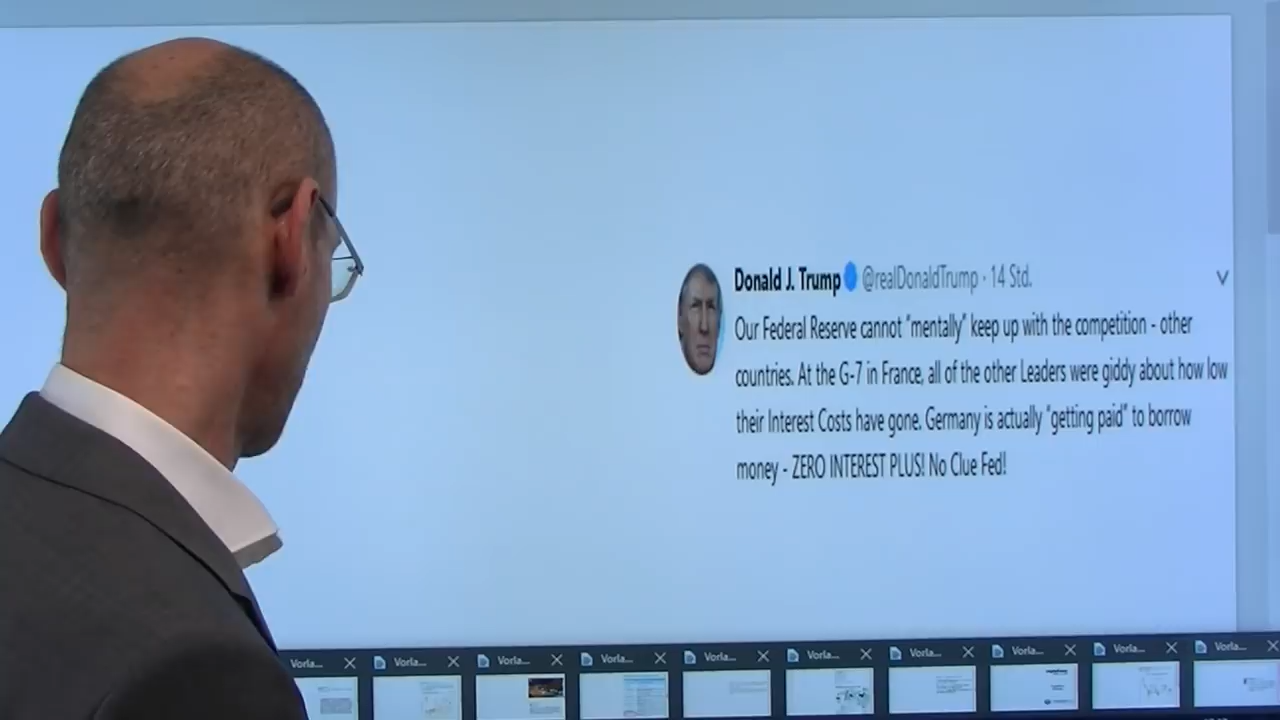 Donald J. Trump @realDonaldTrump · 14 Std.
Our Federal Reserve cannot "mentally" keep up with the competition - other
countries. At the G-7 in France, all of the other Leaders were giddy about how low
their Interest Costs have gone. Germany is actually "getting paid" to borrow
money - ZERO INTEREST PLUS! No Clue Fed!
Vorla... Vorla... Vorla... Vorla... Vorla... Vorla... Vorla... Vorla... Vorla... Vorla...